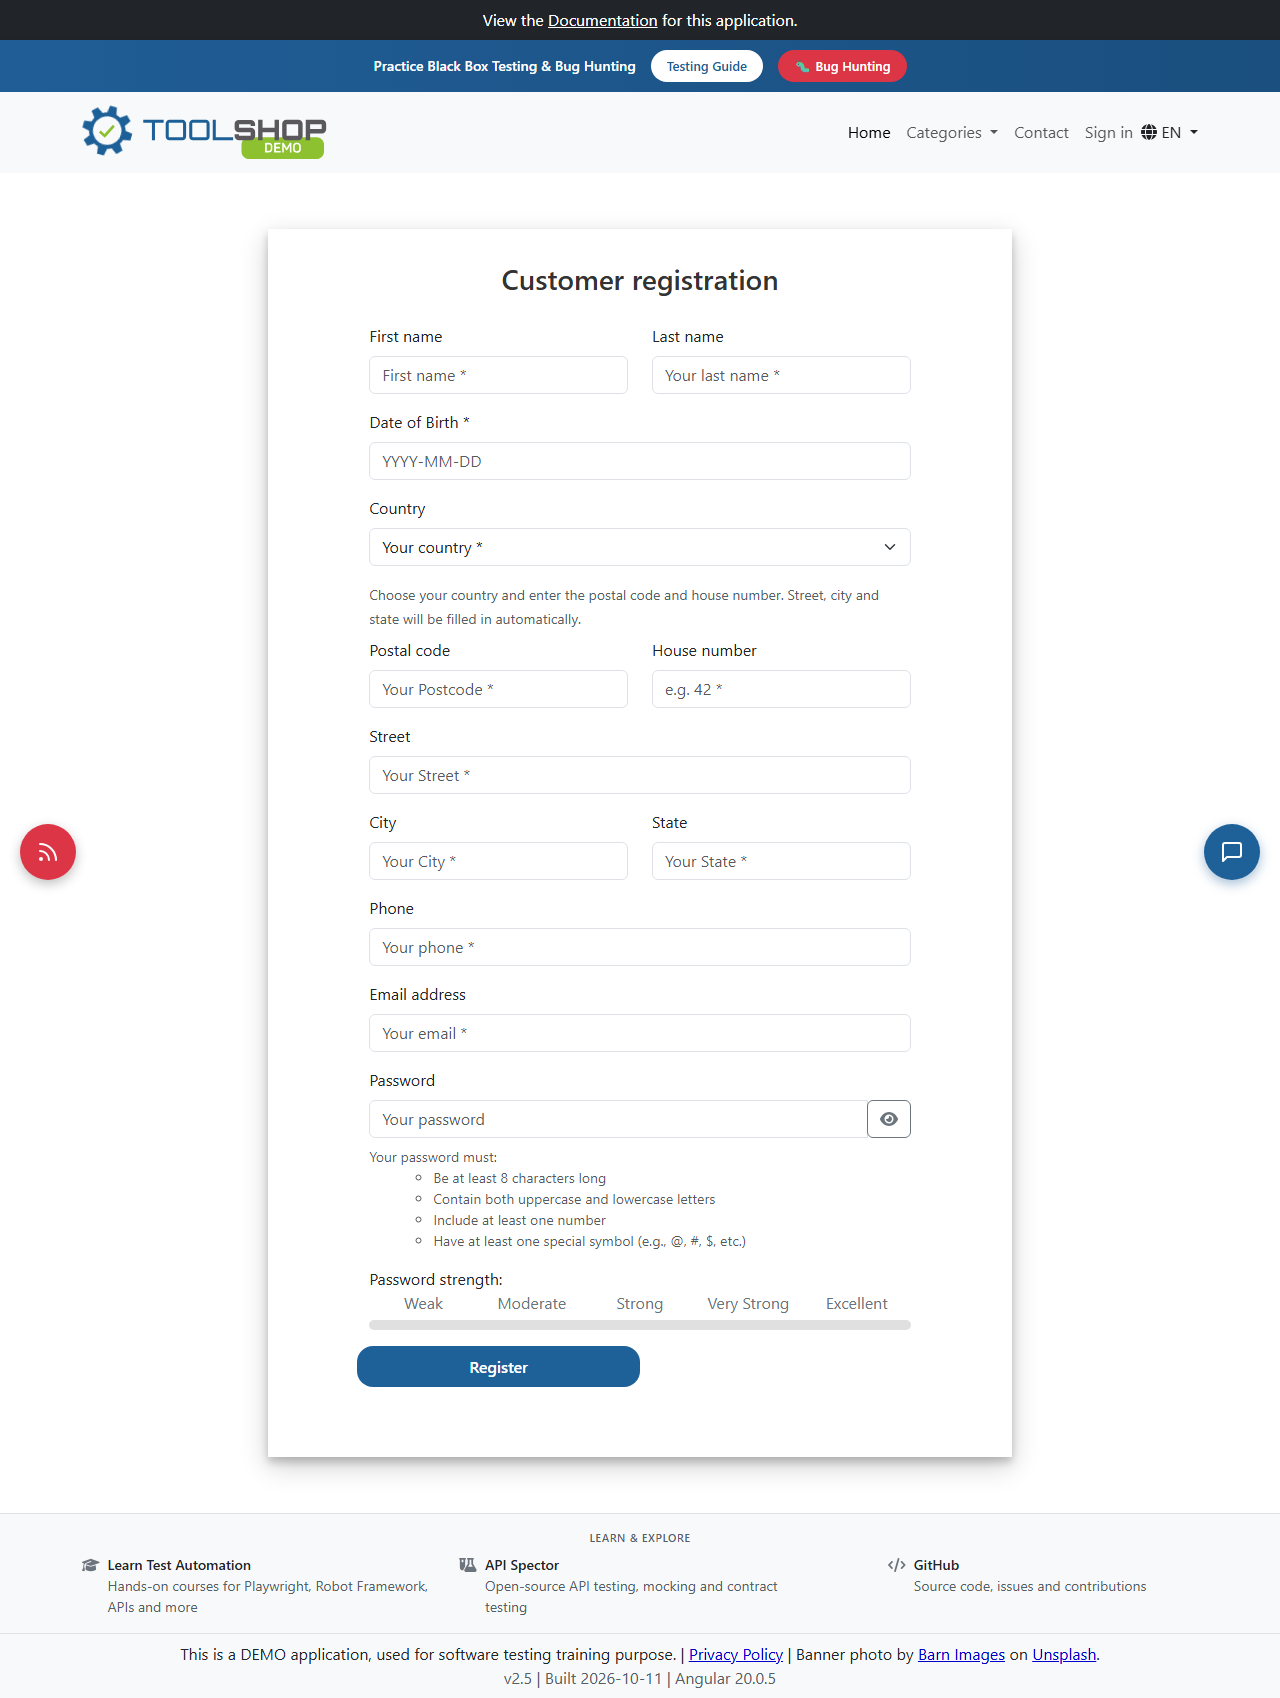 View the Documentation for this application.
Practice Black Box Testing & Bug Hunting Testing Guide Bug Hunting
TOOLSHOP
DEMO
Home Categories Contact Sign in EN
Customer registration
First name Last name
First name * Your last name *
Date of Birth *
YYYY-MM-DD
Country
Your country *
Choose your country and enter the postal code and house number. Street, city and
state will be filled in automatically.
Postal code House number
Your Postcode * e.g. 42 *
Street
Your Street *
City State
Your City * Your State *
Phone
Your phone *
Email address
Your email *
Password
Your password
Your password must:
Be at least 8 characters long
Contain both uppercase and lowercase letters
Include at least one number
Have at least one special symbol (e.g., @, #, $, etc.)
Password strength:
Weak Moderate Strong Very Strong Excellent
Register
LEARN & EXPLORE
Learn Test Automation
Hands-on courses for Playwright, Robot Framework,
APIs and more
API Spector
Open-source API testing, mocking and contract
testing
GitHub
Source code, issues and contributions
This is a DEMO application, used for software testing training purpose. | Privacy Policy | Banner photo by Barn Images on Unsplash.
v2.5 | Built 2026-10-11 | Angular 20.0.5